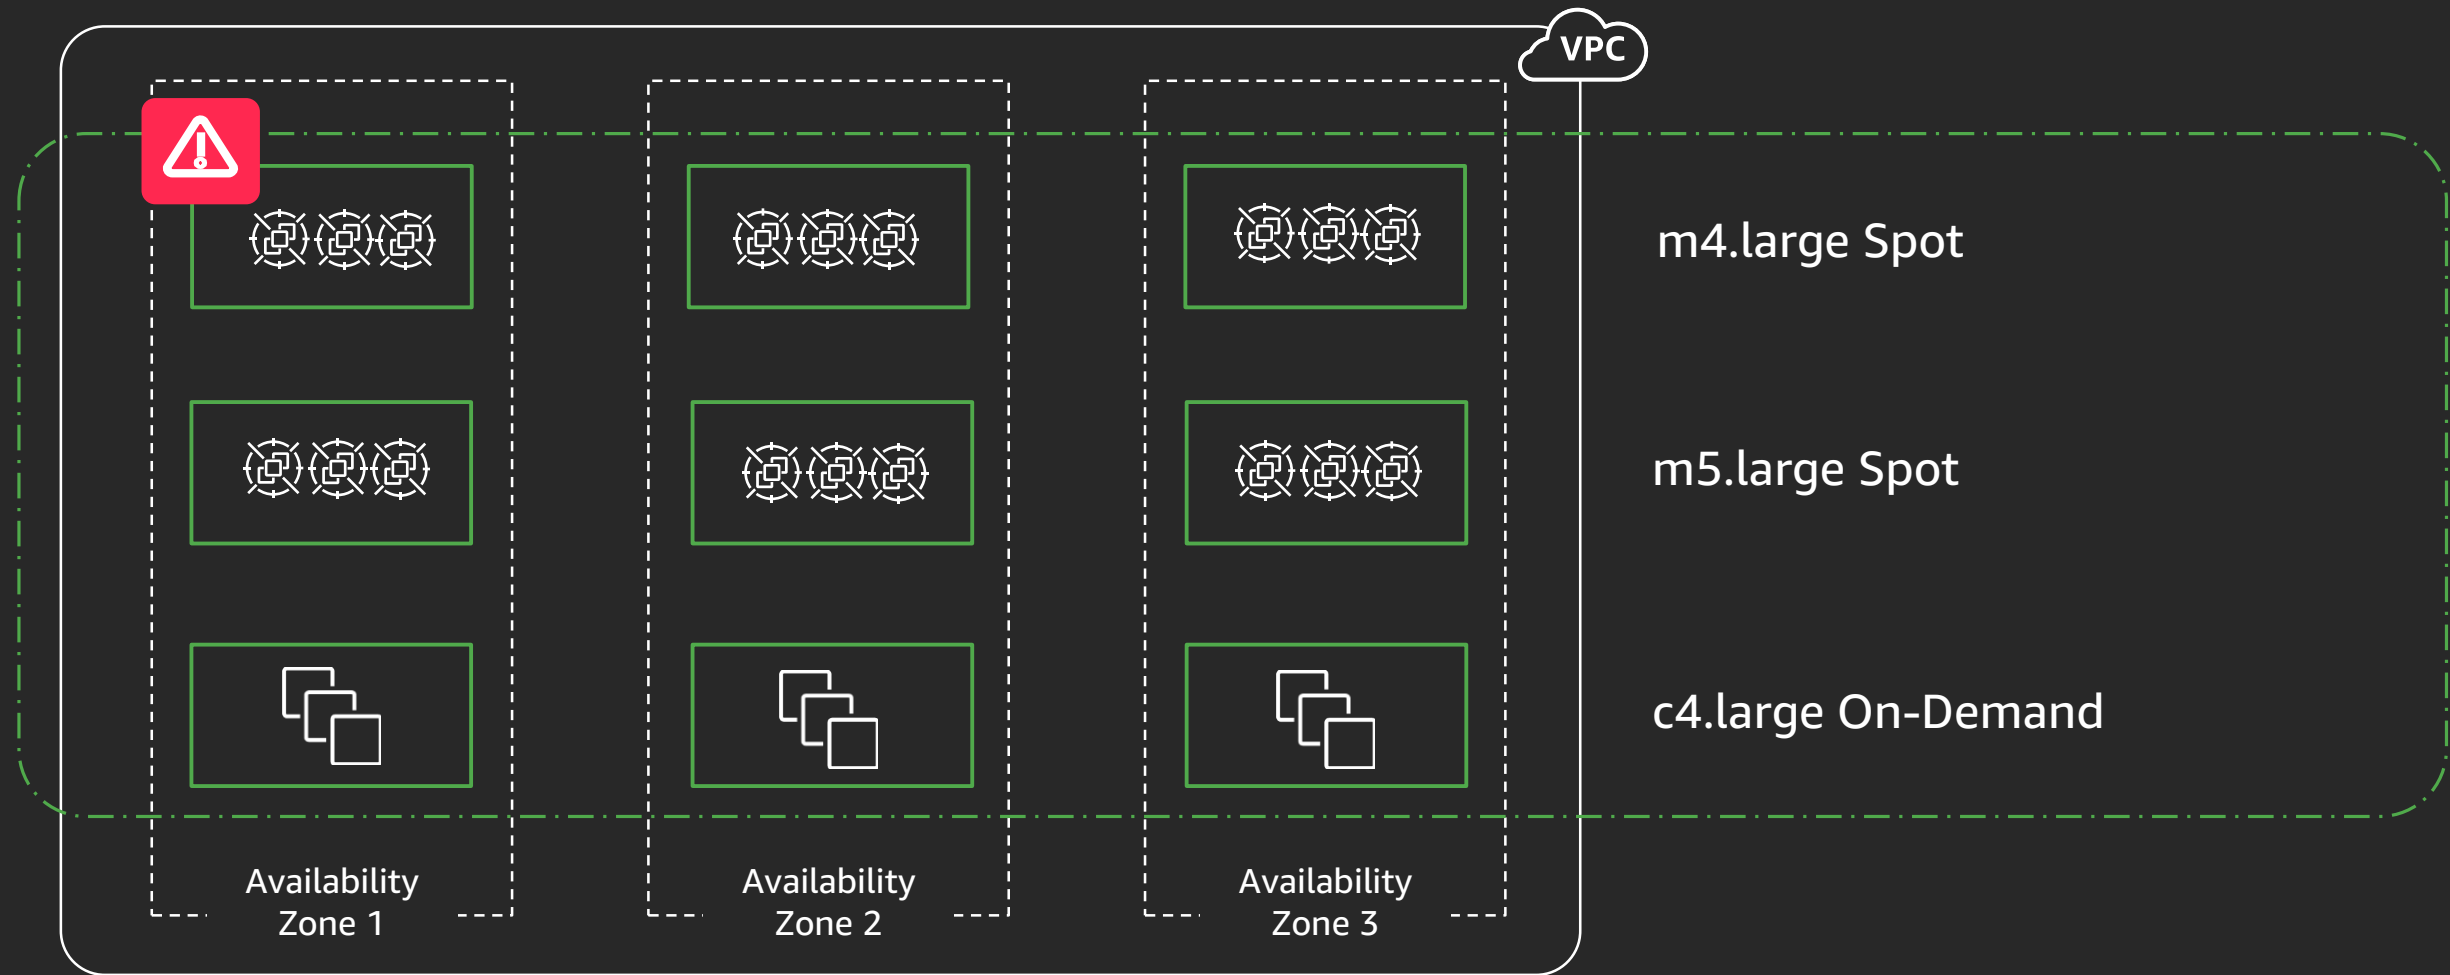 VPC
m4.large Spot
m5.large Spot
c4.large On-Demand
Availability
Zone 1
Availability
Zone 2
Availability
Zone 3